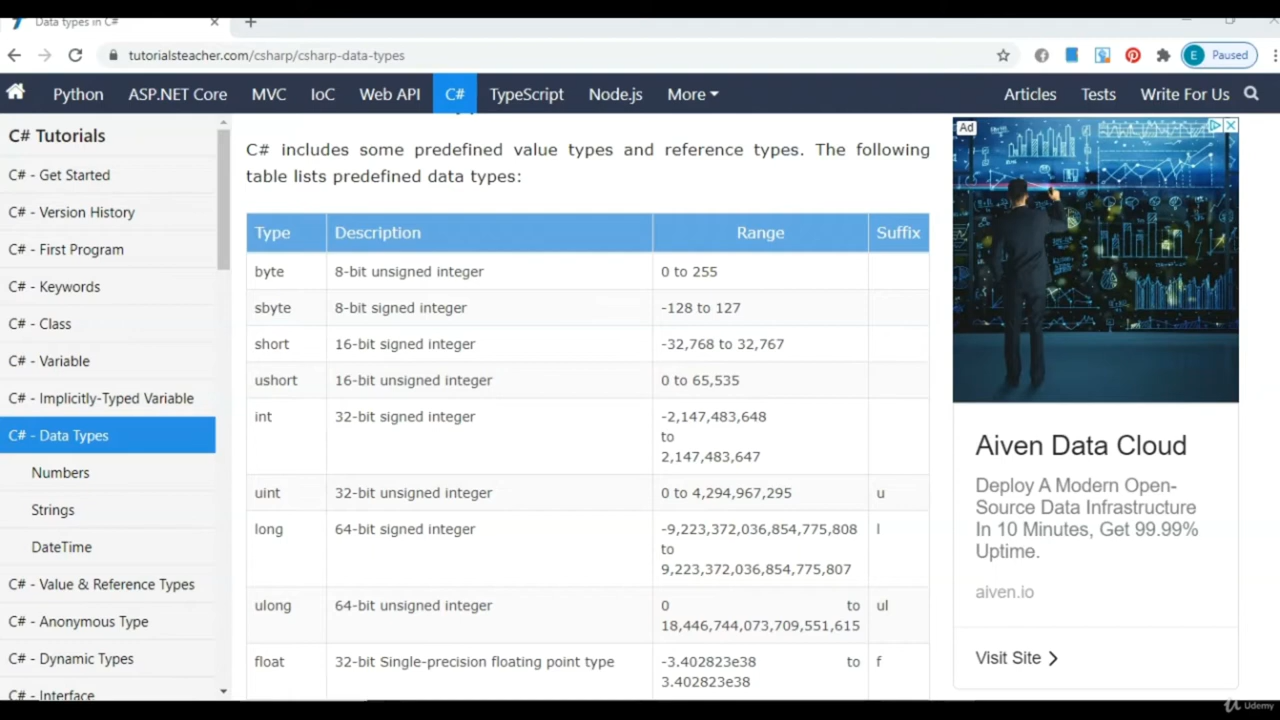 Data types in C#
tutorialsteacher.com/csharp/csharp-data-types
E Paused
Python ASP.NET Core MVC IoC Web API C# TypeScript Node.js More Articles Tests Write For Us
C# Tutorials
C# - Get Started
C# - Version History
C# - First Program
C# - Keywords
C# - Class
C# - Variable
C# - Implicitly-Typed Variable
C# - Data Types
Numbers
Strings
DateTime
C# - Value & Reference Types
C# - Anonymous Type
C# - Dynamic Types
C# - Interface
C# includes some predefined value types and reference types. The following
table lists predefined data types:
Type Description Range Suffix
byte 8-bit unsigned integer 0 to 255
sbyte 8-bit signed integer -128 to 127
short 16-bit signed integer -32,768 to 32,767
ushort 16-bit unsigned integer 0 to 65,535
int 32-bit signed integer -2,147,483,648
to
2,147,483,647
uint 32-bit unsigned integer 0 to 4,294,967,295 u
long 64-bit signed integer -9,223,372,036,854,775,808 l
to
9,223,372,036,854,775,807
ulong 64-bit unsigned integer 0 to ul
18,446,744,073,709,551,615
float 32-bit Single-precision floating point type -3.402823e38 to f
3.402823e38
Ad
Aiven Data Cloud
Deploy A Modern Open-
Source Data Infrastructure
In 10 Minutes, Get 99.99%
Uptime.
aiven.io
Visit Site
Udemy